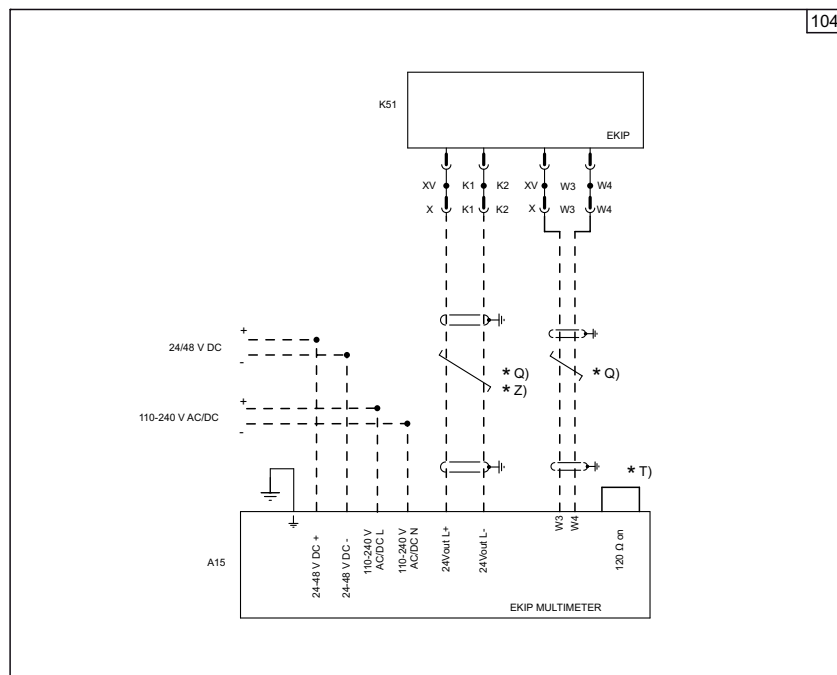 104
K51
EKIP
XV K1 K2 XV W3 W4
X K1 K2 X W3 W4
+
24/48 V DC
-
* Q)
* Z)
* Q)
+
110-240 V AC/DC
-
* T)
A15
24-48 V DC +
24-48 V DC -
110-240 V
AC/DC L
110-240 V
AC/DC N
24Vout L+
24Vout L-
W3
W4
120 Ω on
EKIP MULTIMETER